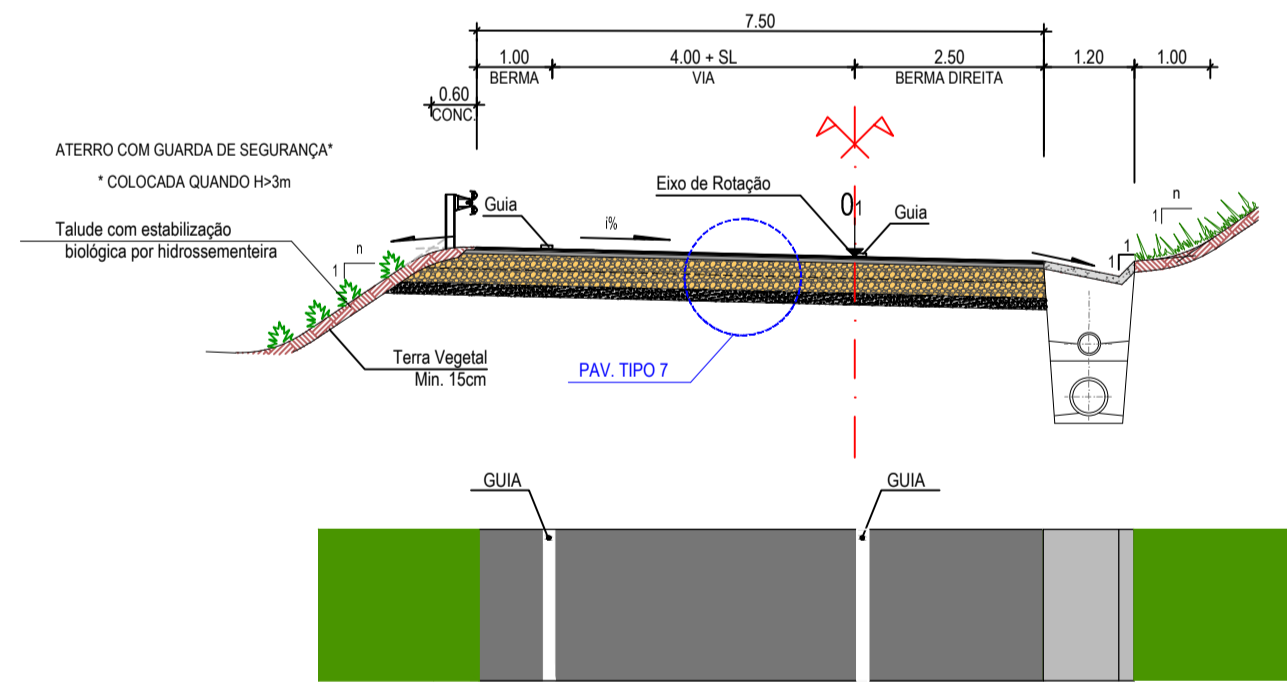 7.50
1.00
4.00 + SL
2.50
1.20
1.00
BERMA
VIA
BERMA DIREITA
0.60
CONC.
ATERRO COM GUARDA DE SEGURANÇA*
* COLOCADA QUANDO H>3m
Eixo de Rotação
Guia
i%
01
Guia
n
1
Talude com estabilização
biológica por hidrossementeira
n
1
1
1
Terra Vegetal
Min. 15cm
PAV. TIPO 7
GUIA
GUIA